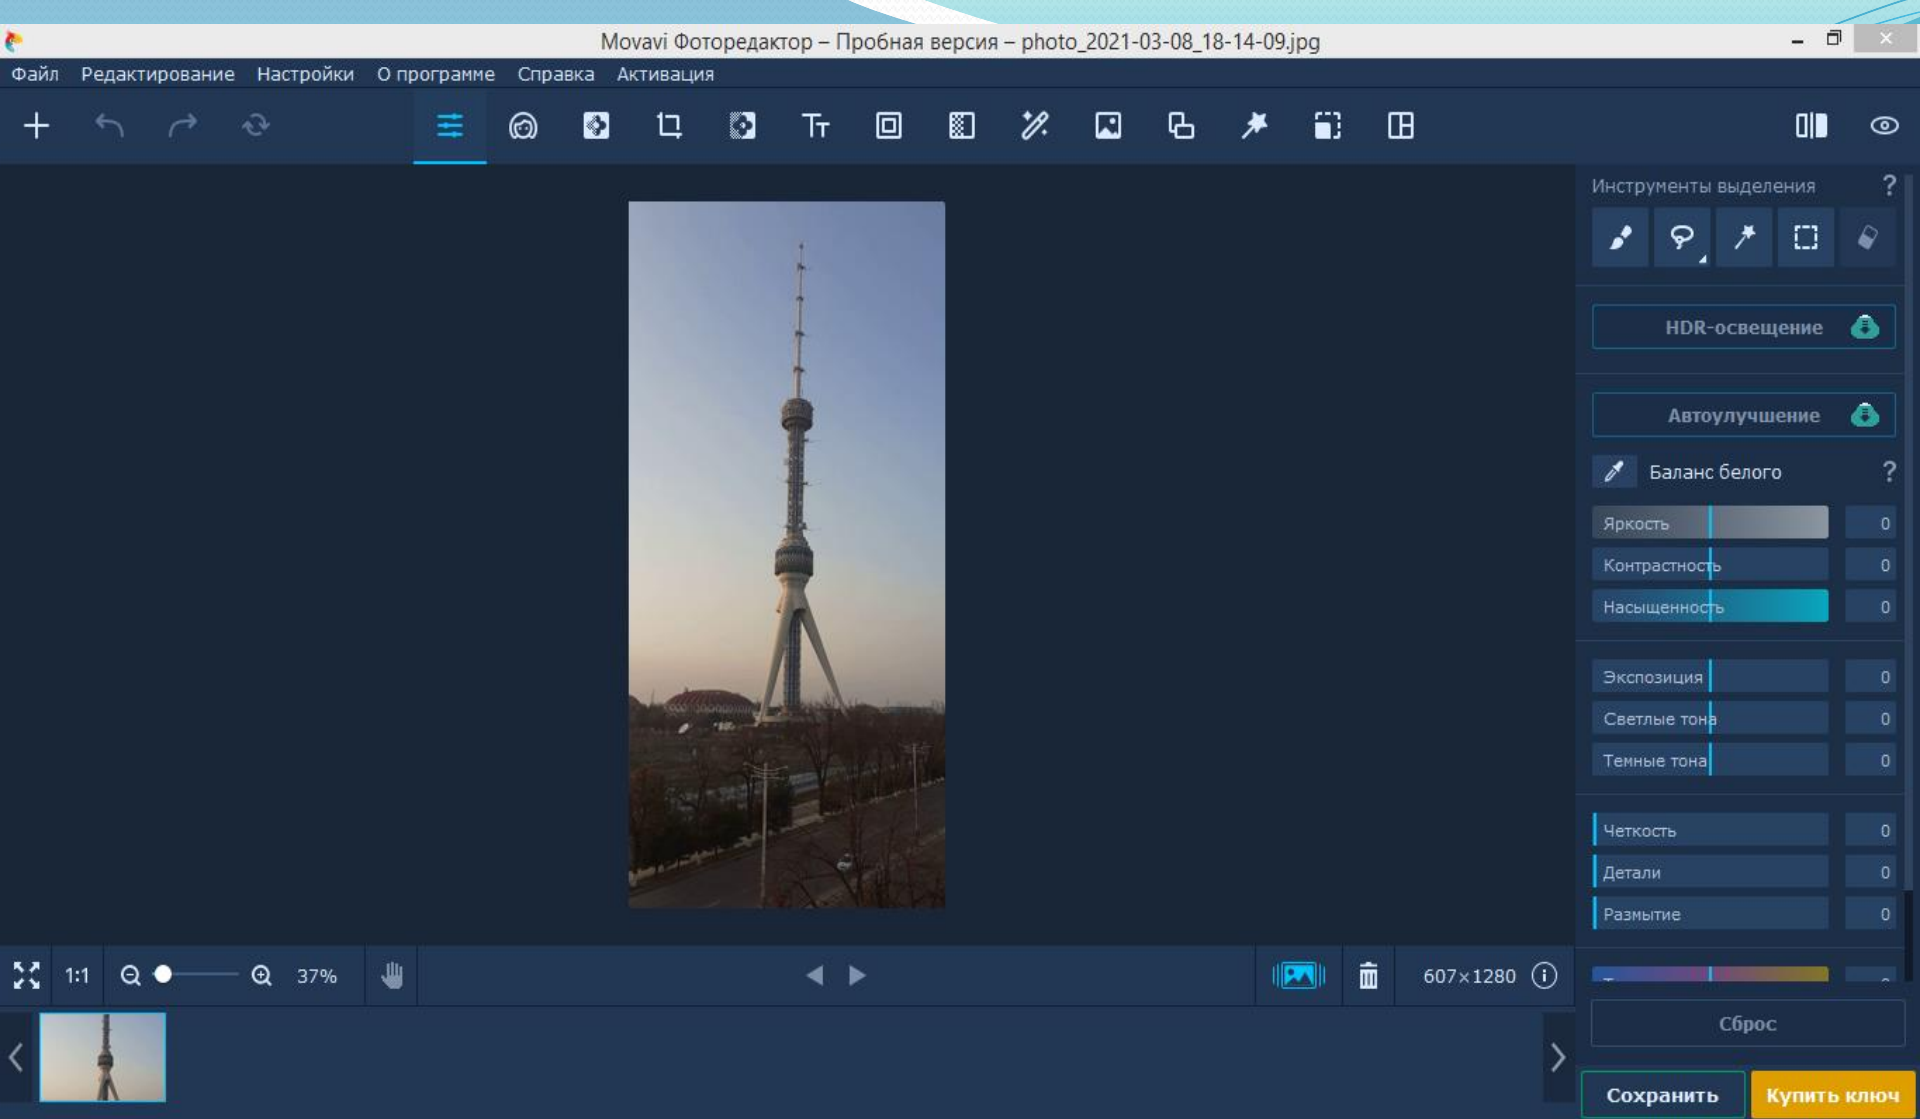 Movavi Фоторедактор – Пробная версия – photo_2021-03-08_18-14-09.jpg
Файл Редактирование Настройки О программе Справка Активация
Инструменты выделения ?
HDR-освещение
Автоулучшение
Баланс белого ?
Яркость 0
Контрастность 0
Насыщенность 0
Экспозиция 0
Светлые тона 0
Темные тона 0
Четкость 0
Детали 0
Размытие 0
1:1 37% 607×1280
Сброс
Сохранить Купить ключ